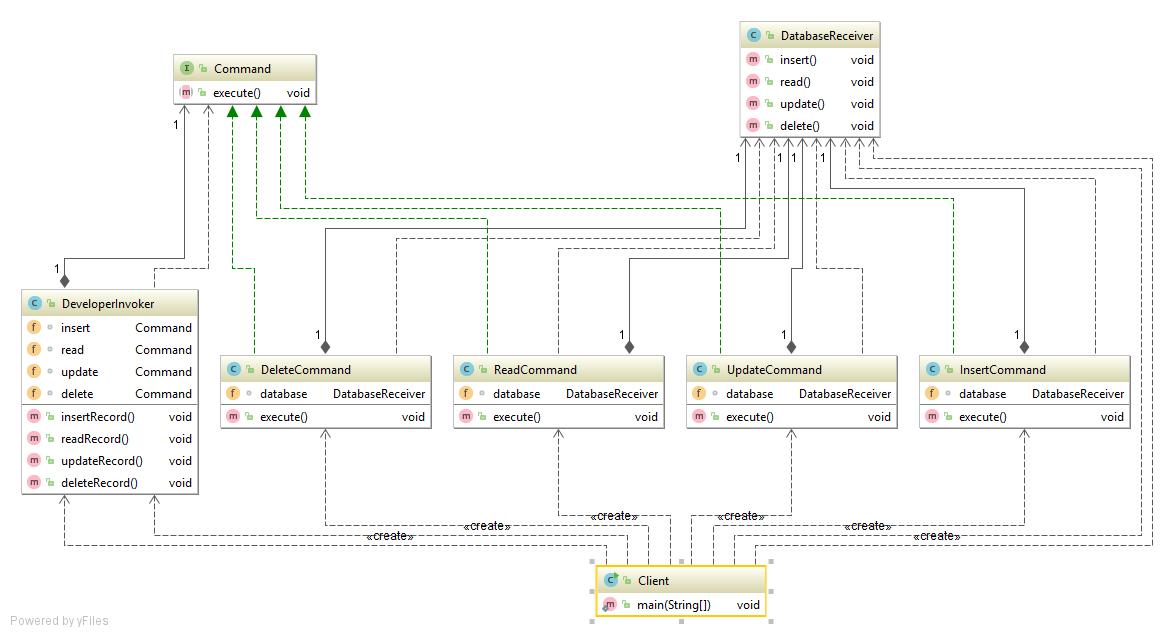 DatabaseReceiver
insert() void
read() void
update() void
delete() void
Command
execute() void
1
1
1
1
1
1
DeveloperInvoker
insert Command
read Command
update Command
delete Command
insertRecord() void
readRecord() void
updateRecord() void
deleteRecord() void
1
1
1
1
DeleteCommand
database DatabaseReceiver
execute() void
ReadCommand
database DatabaseReceiver
execute() void
UpdateCommand
database DatabaseReceiver
execute() void
InsertCommand
database DatabaseReceiver
execute() void
«create»
«create»
«create»
«create»
«create»
«create»
Client
main(String[]) void
Powered by yFiles